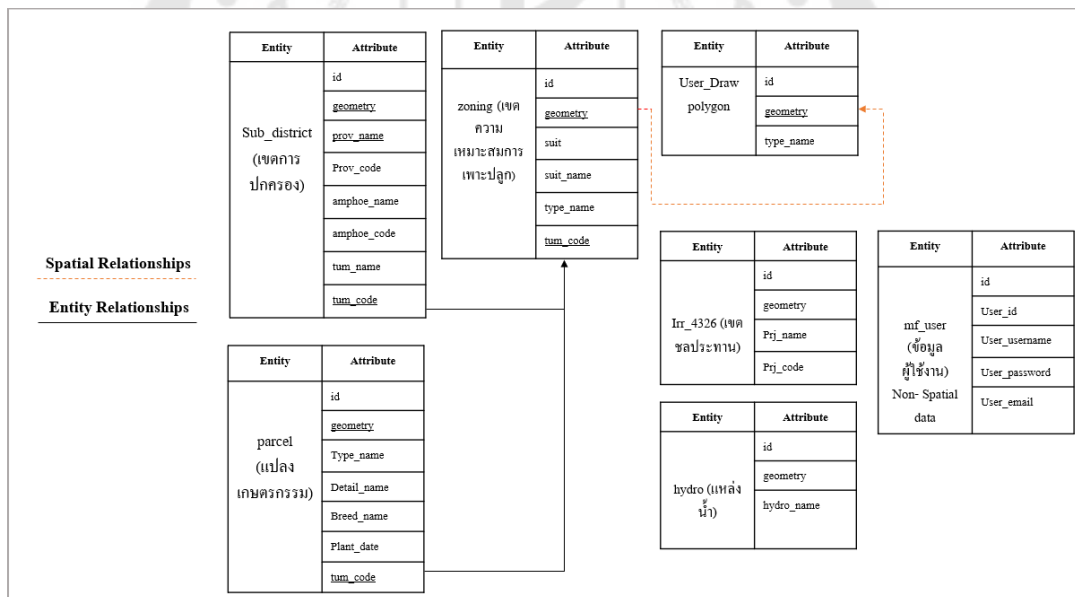 Entity Attribute
Sub_district
(เขตการ
ปกครอง)
id
geometry
prov_name
Prov_code
amphoe_name
amphoe_code
tum_name
tum_code
Entity Attribute
zoning (เขต
ความ
เหมาะสมการ
เพาะปลูก)
id
geometry
suit
suit_name
type_name
tum_code
Entity Attribute
User_Draw
polygon
id
geometry
type_name
Spatial Relationships
Entity Relationships
Entity Attribute
parcel
(แปลง
เกษตรกรรม)
id
geometry
Type_name
Detail_name
Breed_name
Plant_date
tum_code
Entity Attribute
Irr_4326 (เขต
ชลประทาน)
id
geometry
Prj_name
Prj_code
Entity Attribute
mf_user
(ข้อมูล
ผู้ใช้งาน)
Non- Spatial
data
id
User_id
User_username
User_password
User_email
Entity Attribute
hydro (แหล่ง
น้ำ)
id
geometry
hydro_name